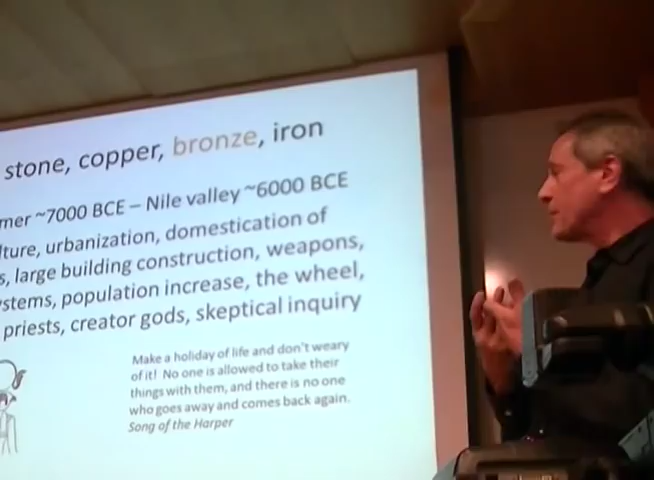 stone, copper, bronze, iron
mer ~7000 BCE – Nile valley ~6000 BCE
lture, urbanization, domestication of
s, large building construction, weapons,
stems, population increase, the wheel,
priests, creator gods, skeptical inquiry
Make a holiday of life and don't weary
of it! No one is allowed to take their
things with them, and there is no one
who goes away and comes back again.
Song of the Harper